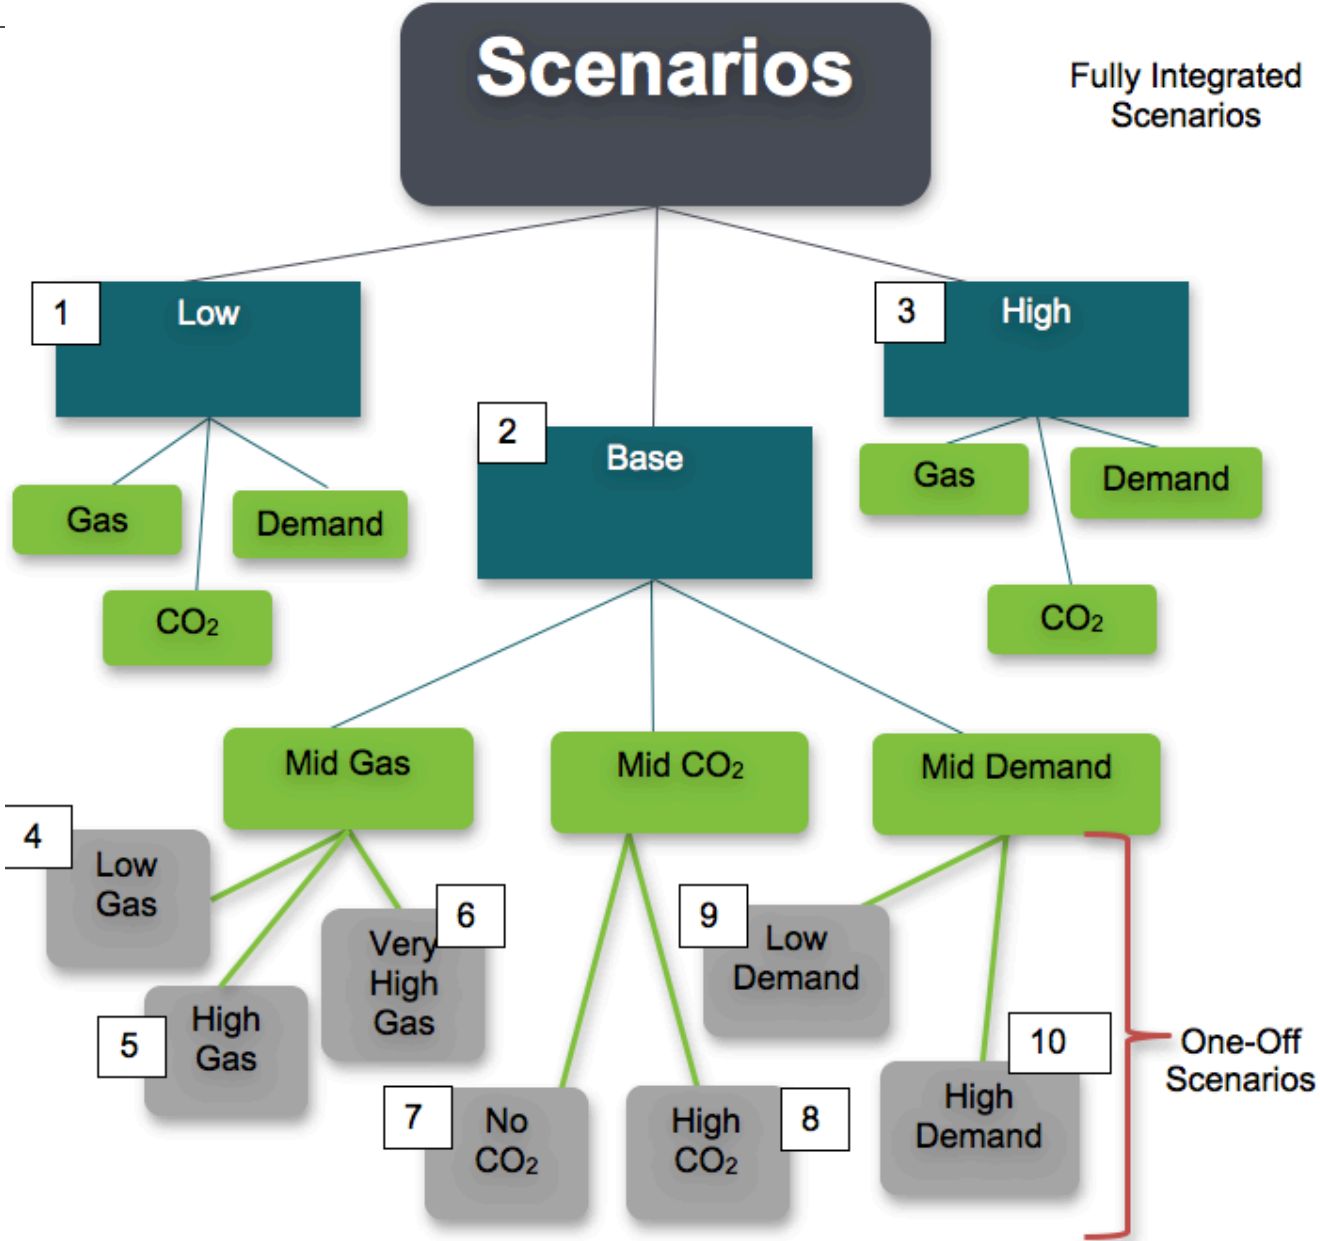 Scenarios
Fully Integrated
Scenarios
1
Low
3
High
2
Base
Gas
Demand
CO₂
Gas
Demand
CO₂
Mid Gas
Mid CO₂
Mid Demand
4
Low
Gas
5
High
Gas
6
Very
High
Gas
7
No
CO₂
8
High
CO₂
9
Low
Demand
10
High
Demand
One-Off
Scenarios